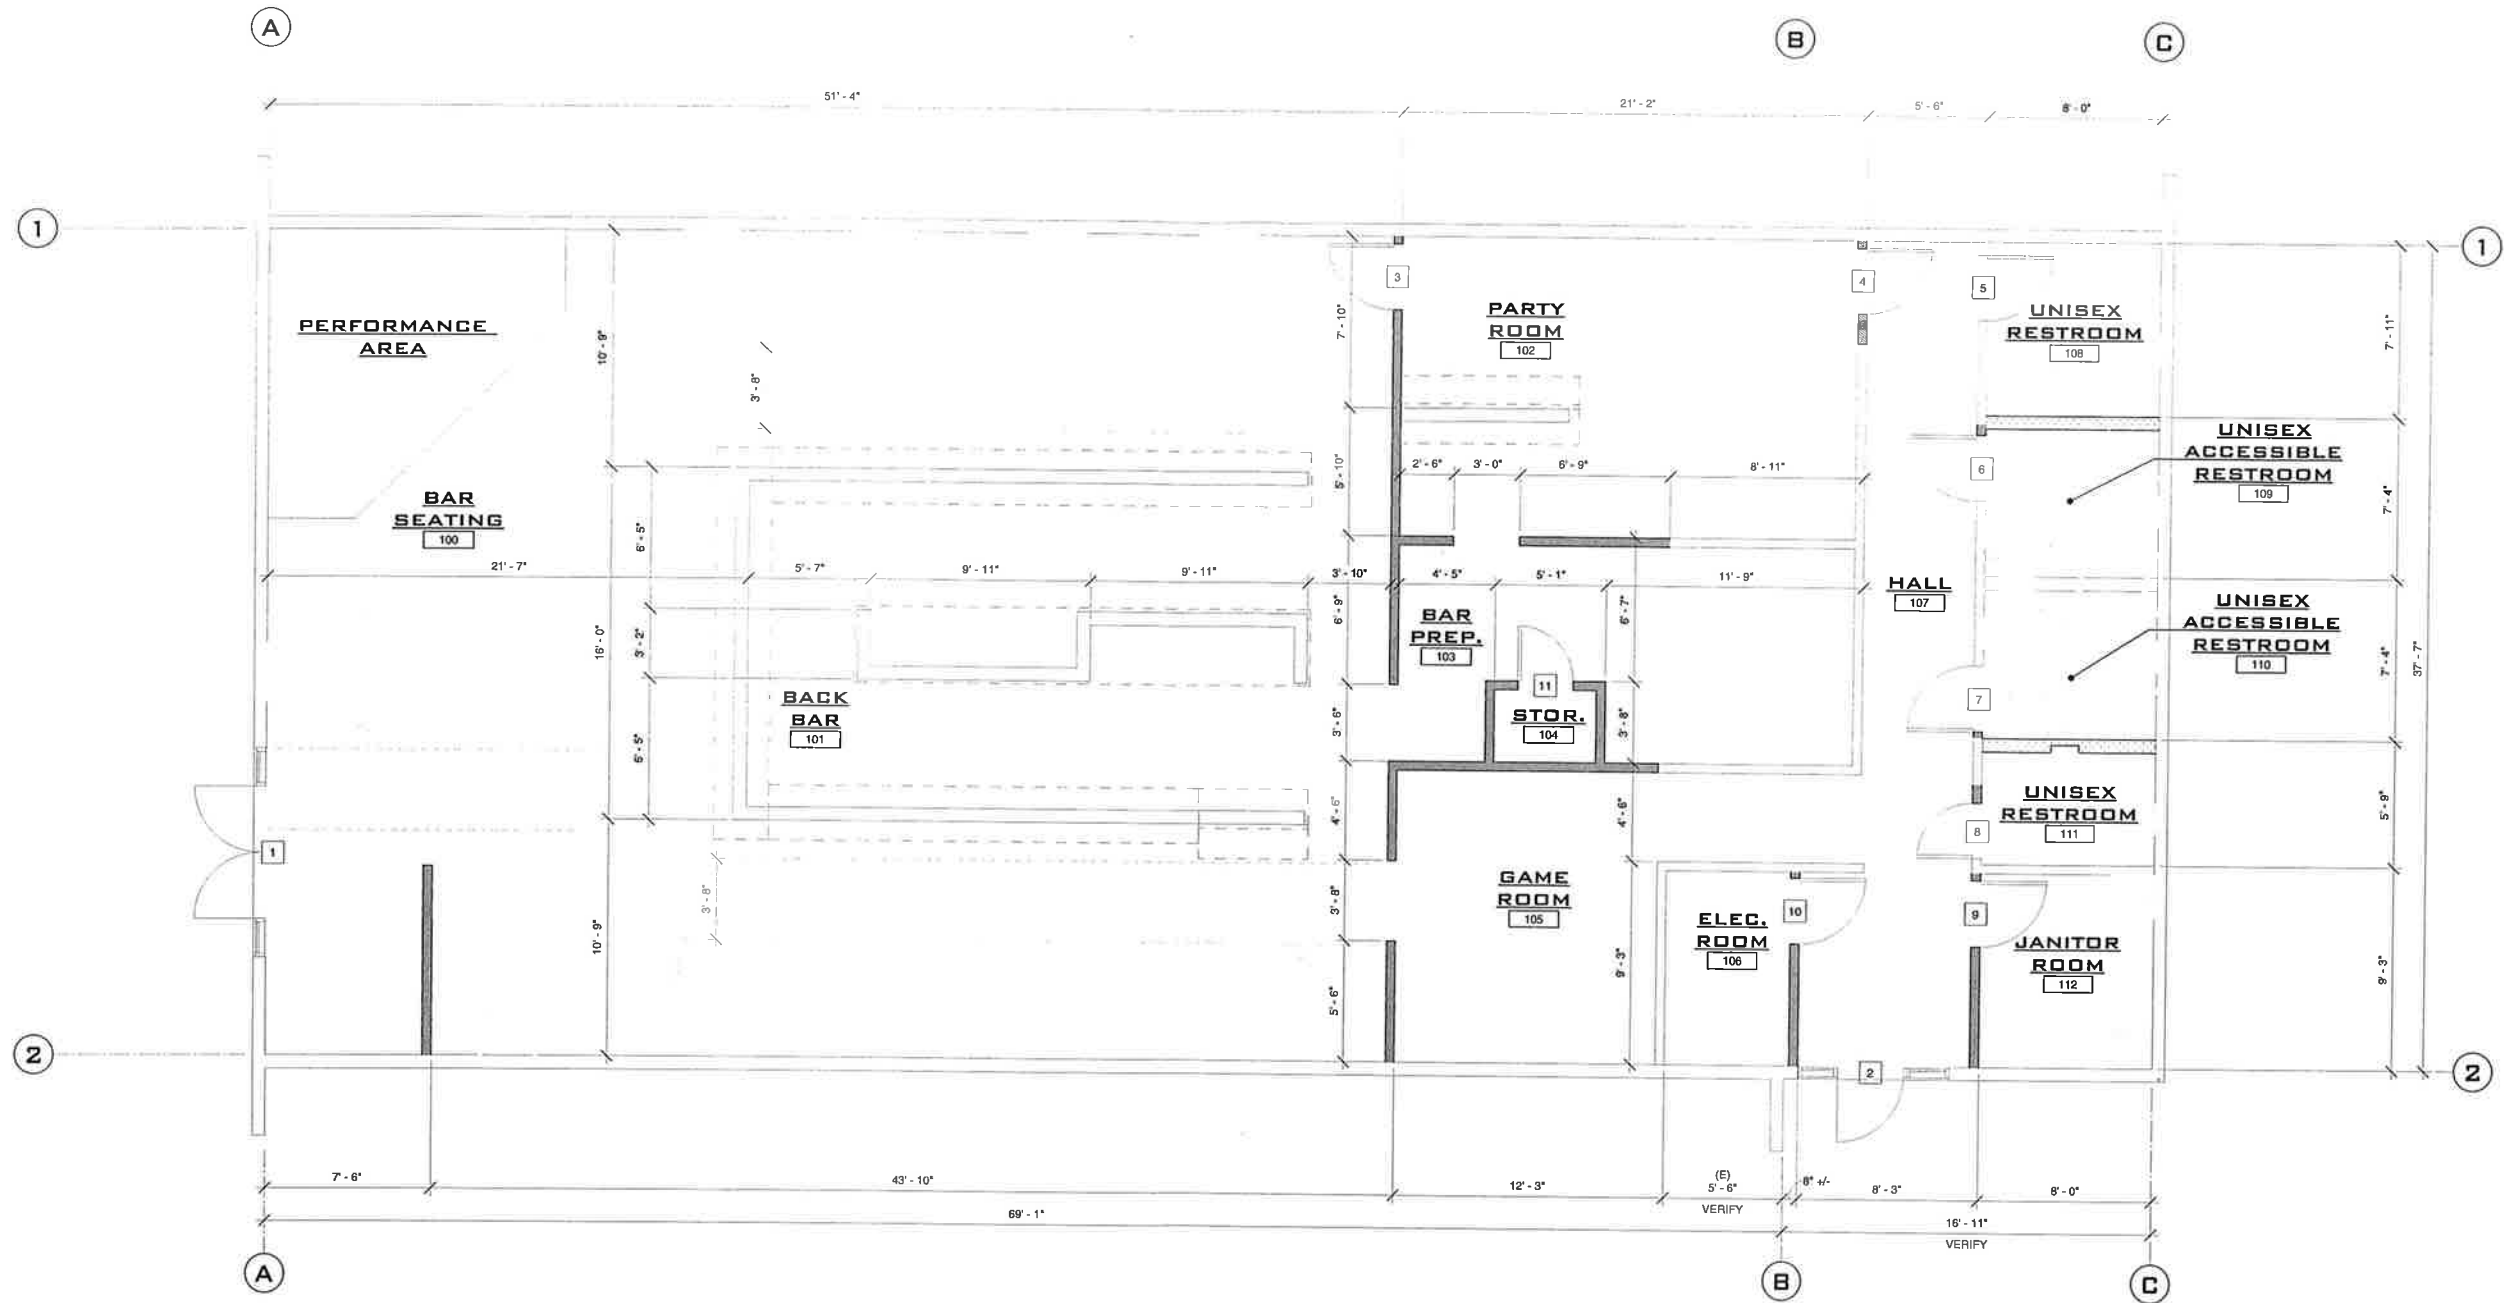 A
B
C
51' - 4"
21' - 2"
5' - 6"
8' - 0"
1
1
3
4
5
PERFORMANCE
AREA
PARTY
ROOM
102
UNISEX
RESTROOM
108
10' - 9"
3' - 8"
7' - 10"
7' - 11"
UNISEX
ACCESSIBLE
RESTROOM
109
6
2' - 6"
3' - 0"
6' - 9"
8' - 11"
5' - 10"
7' - 4"
BAR
SEATING
100
6' - 5"
21' - 7"
5' - 7"
9' - 11"
9' - 11"
3' - 10"
4' - 5"
5' - 1"
11' - 9"
HALL
107
UNISEX
ACCESSIBLE
RESTROOM
110
16' - 0"
3' - 2"
6' - 9"
BAR
PREP.
103
6' - 7"
7' - 4"
37' - 7"
BACK
BAR
101
11
7
STOR.
104
6' - 5"
3' - 6"
3' - 8"
UNISEX
RESTROOM
111
8
4' - 6"
4' - 6"
5' - 9"
1
3' - 8"
3' - 8"
GAME
ROOM
105
10
9
ELEC.
ROOM
106
JANITOR
ROOM
112
10' - 9"
5' - 6"
9' - 3"
9' - 3"
2
2
2
7' - 6"
43' - 10"
12' - 3"
(E)
5' - 6"
VERIFY
8" +/-
8' - 3"
8' - 0"
69' - 1"
16' - 11"
VERIFY
A
B
C